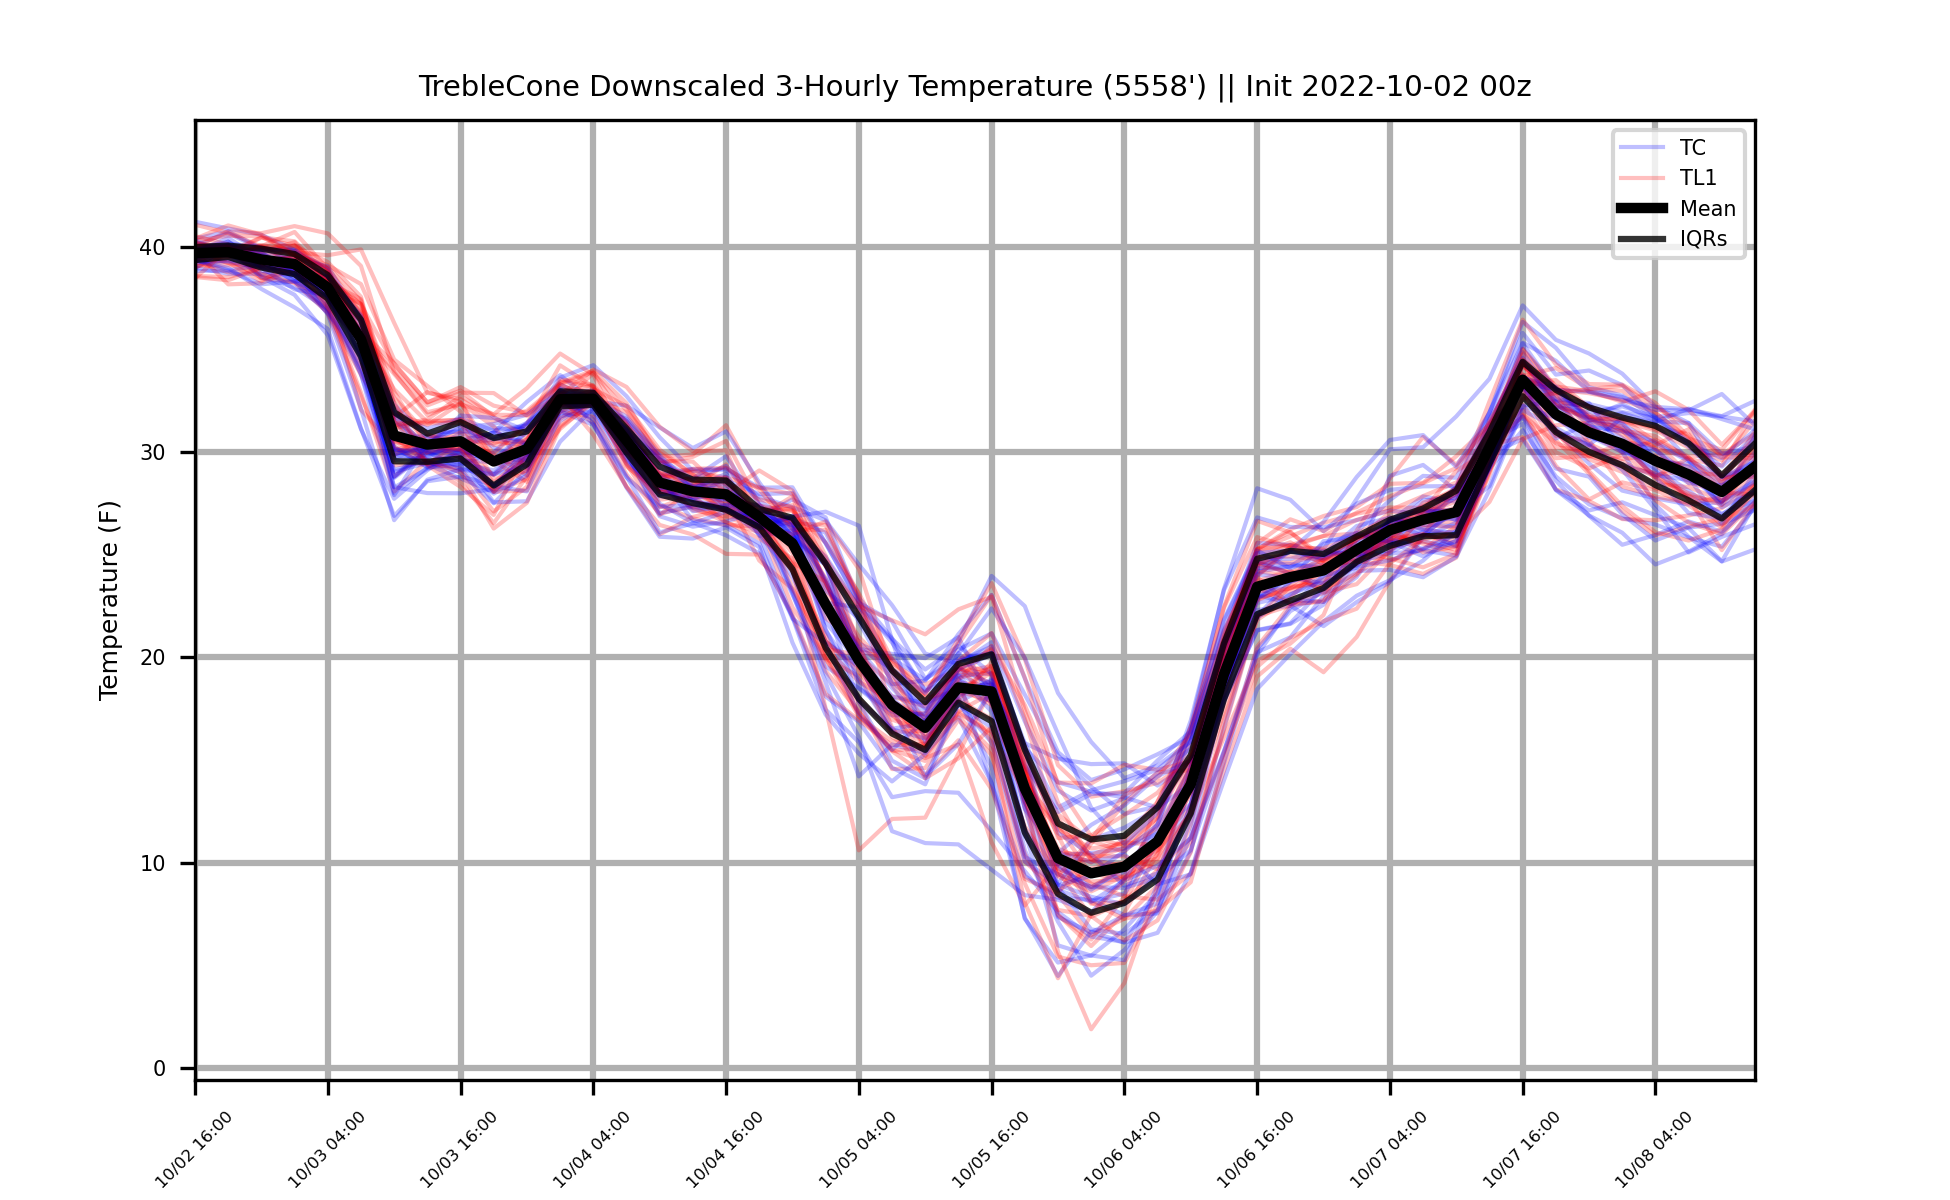 TrebleCone Downscaled 3-Hourly Temperature (5558') || Init 2022-10-02 00z
TC
TL1
Mean
IQRs
Temperature (F)
40
30
20
10
0
10/02 16:00
10/03 04:00
10/03 16:00
10/04 04:00
10/04 16:00
10/05 04:00
10/05 16:00
10/06 04:00
10/06 16:00
10/07 04:00
10/07 16:00
10/08 04:00